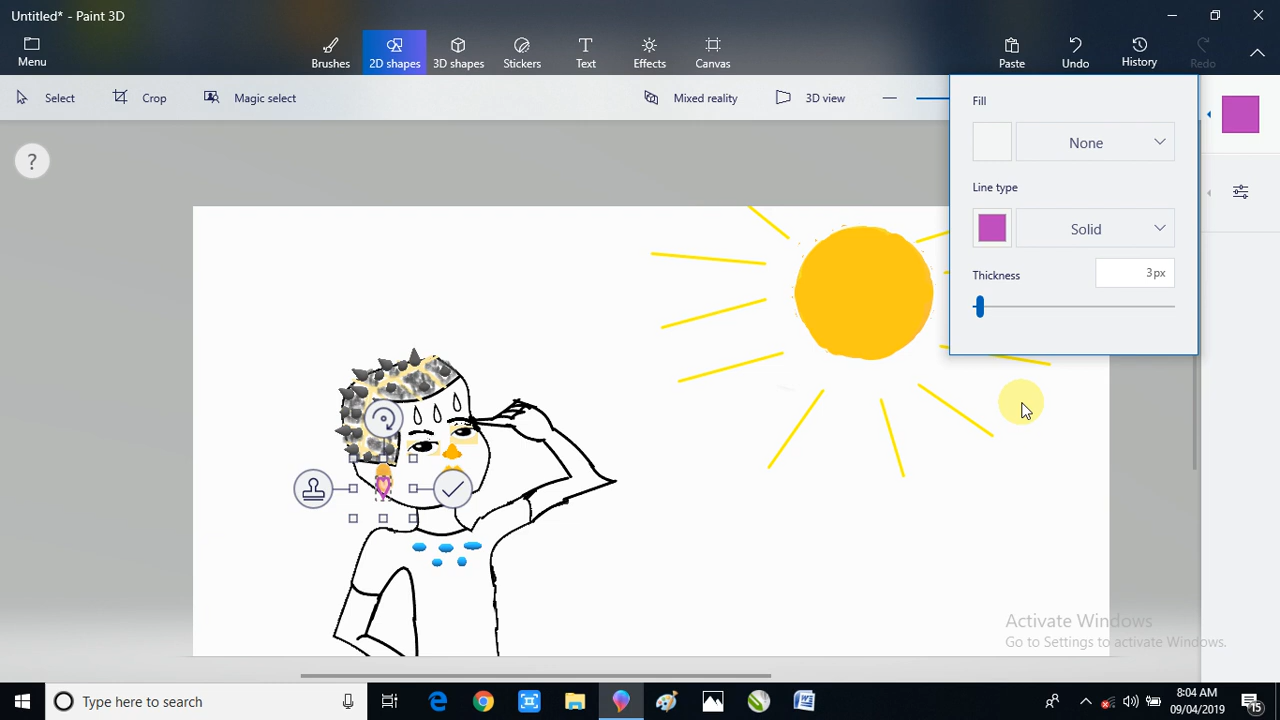 Untitled* - Paint 3D
Menu
Brushes
2D shapes
3D shapes
Stickers
Text
Effects
Canvas
Paste
Undo
History
Redo
Select
Crop
Magic select
Mixed reality
3D view
Fill
None
Line type
Solid
Thickness
3px
?
Activate Windows
Go to Settings to activate Windows.
Type here to search
8:04 AM
09/04/2019
15